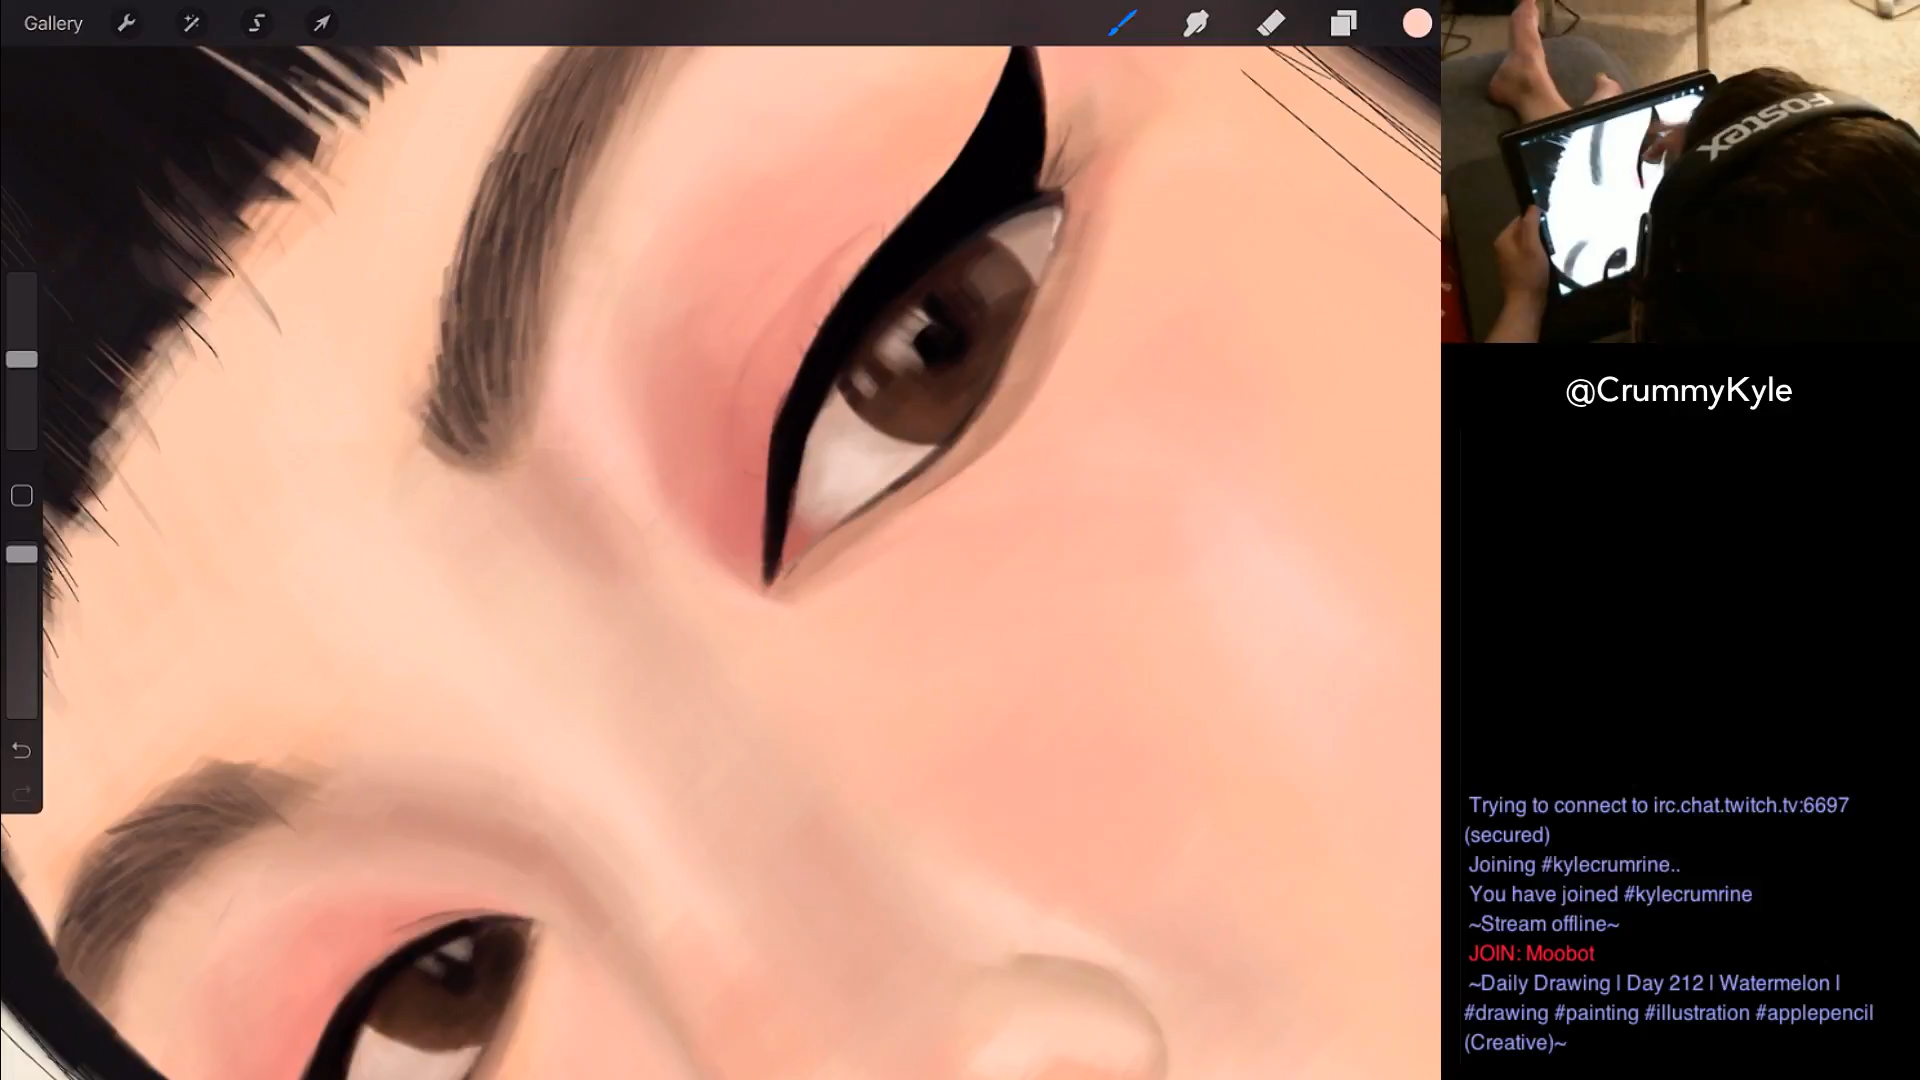 Gallery
FOSTEX
@CrummyKyle
Trying to connect to irc.chat.twitch.tv:6697
(secured)
Joining #kylecrumrine..
You have joined #kylecrumrine
~Stream offline~
JOIN: Moobot
~Daily Drawing | Day 212 | Watermelon |
#drawing #painting #illustration #applepencil
(Creative)~